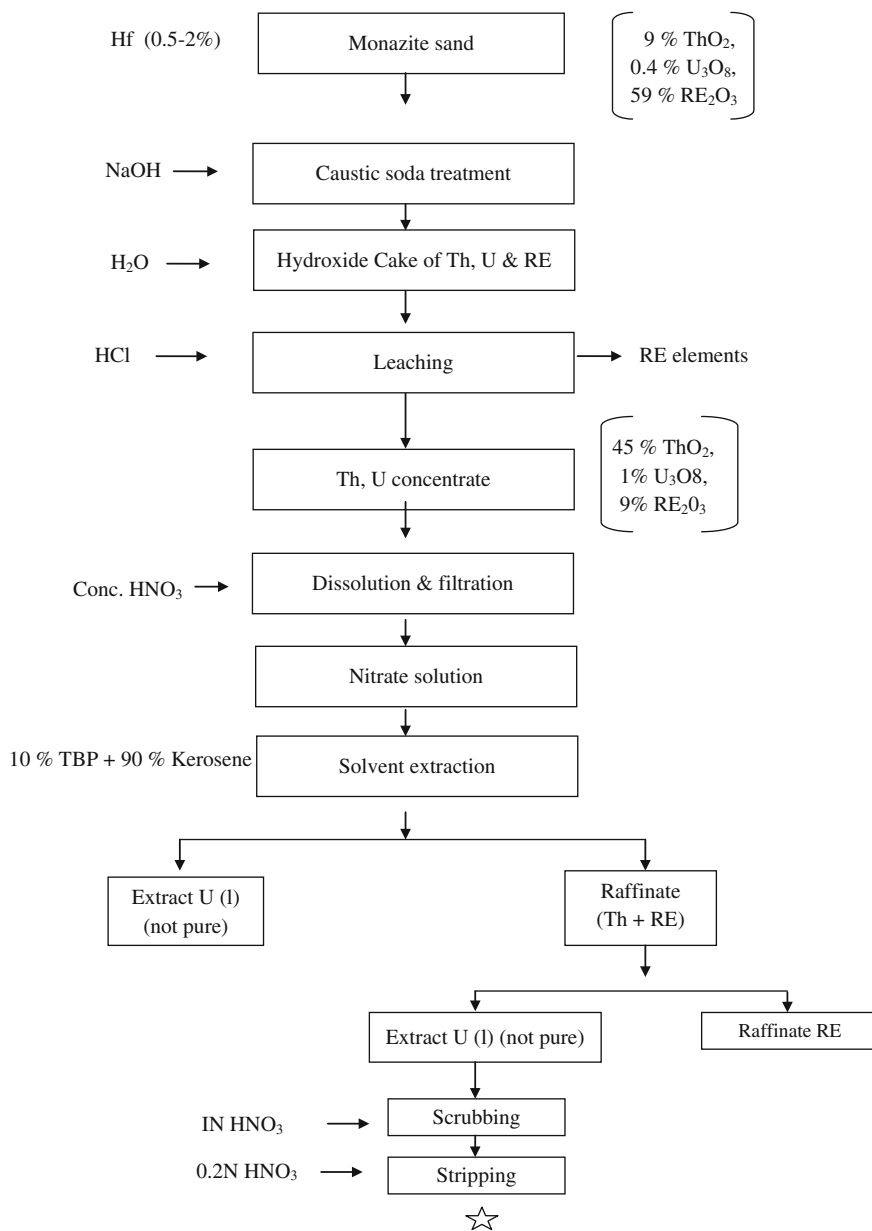 Hf (0.5-2%)
Monazite sand
9 % ThO₂,
0.4 % U₃O₈,
59 % RE₂O₃
NaOH
Caustic soda treatment
H₂O
Hydroxide Cake of Th, U & RE
HCl
Leaching
RE elements
45 % ThO₂,
1% U₃O8,
9% RE₂0₃
Th, U concentrate
Conc. HNO₃
Dissolution & filtration
Nitrate solution
10 % TBP + 90 % Kerosene
Solvent extraction
Extract U (l)
(not pure)
Raffinate
(Th + RE)
Extract U (l) (not pure)
Raffinate RE
IN HNO₃
Scrubbing
0.2N HNO₃
Stripping